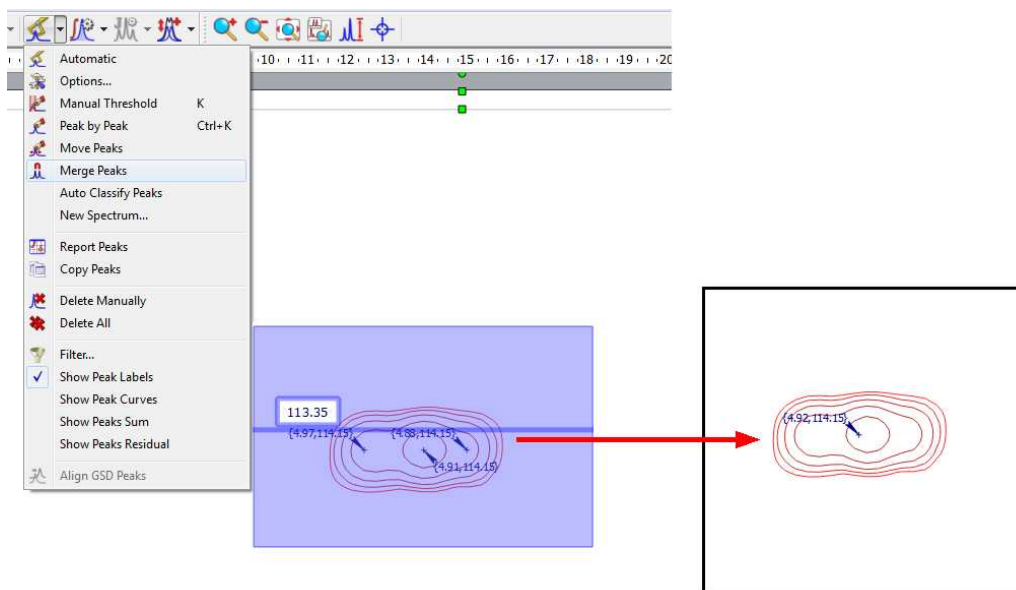 ·10· ı ·11· ı ·12· ı ·13· ı ·14· ı ·15· ı ·16· ı ·17· ı ·18· ı ·19· ı ·20
Automatic
Options...
Manual Threshold K
Peak by Peak Ctrl+K
Move Peaks
Merge Peaks
Auto Classify Peaks
New Spectrum...
Report Peaks
Copy Peaks
Delete Manually
Delete All
Filter...
Show Peak Labels
Show Peak Curves
Show Peaks Sum
Show Peaks Residual
Align GSD Peaks
113.35
{4.97,114.15} {4.88,114.15}
{4.91,114.15}
{4.92,114.15}